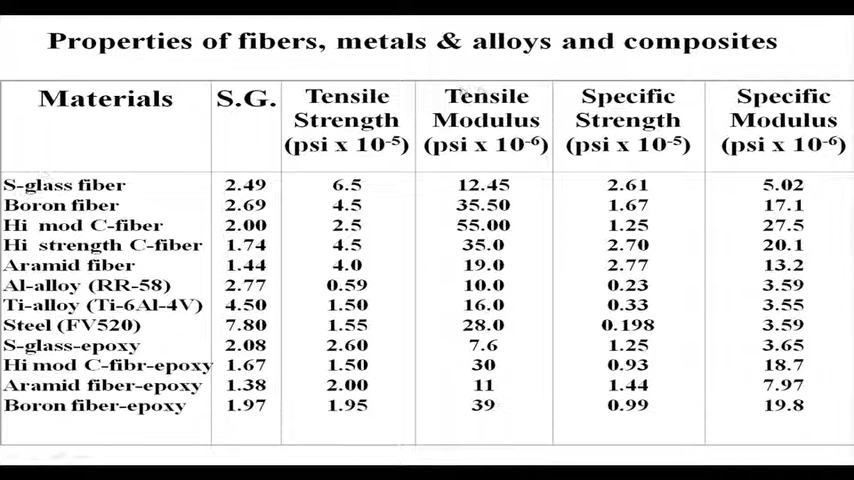 Properties of fibers, metals & alloys and composites
Materials S.G. Tensile Strength (psi x 10-5) Tensile Modulus (psi x 10-6) Specific Strength (psi x 10-5) Specific Modulus (psi x 10-6)
S-glass fiber 2.49 6.5 12.45 2.61 5.02
Boron fiber 2.69 4.5 35.50 1.67 17.1
Hi mod C-fiber 2.00 2.5 55.00 1.25 27.5
Hi strength C-fiber 1.74 4.5 35.0 2.70 20.1
Aramid fiber 1.44 4.0 19.0 2.77 13.2
Al-alloy (RR-58) 2.77 0.59 10.0 0.23 3.59
Ti-alloy (Ti-6Al-4V) 4.50 1.50 16.0 0.33 3.55
Steel (FV520) 7.80 1.55 28.0 0.198 3.59
S-glass-epoxy 2.08 2.60 7.6 1.25 3.65
Hi mod C-fibr-epoxy 1.67 1.50 30 0.93 18.7
Aramid fiber-epoxy 1.38 2.00 11 1.44 7.97
Boron fiber-epoxy 1.97 1.95 39 0.99 19.8